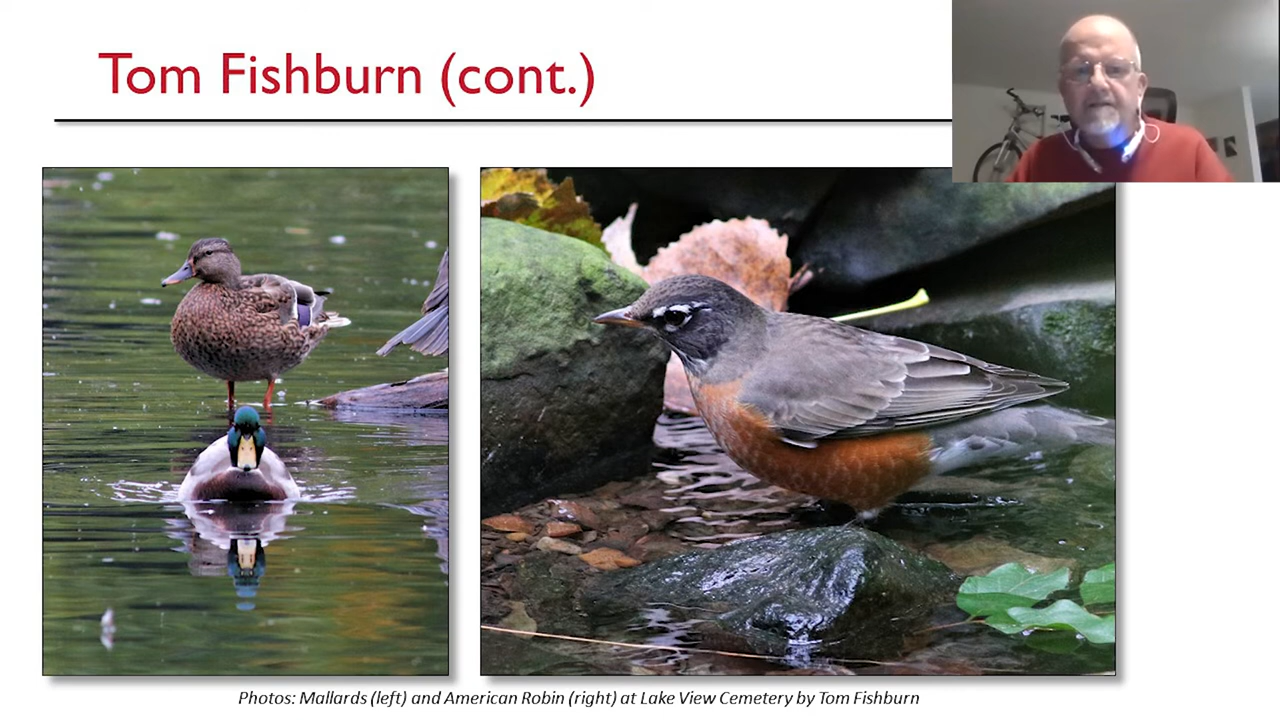 Tom Fishburn (cont.)
Photos: Mallards (left) and American Robin (right) at Lake View Cemetery by Tom Fishburn